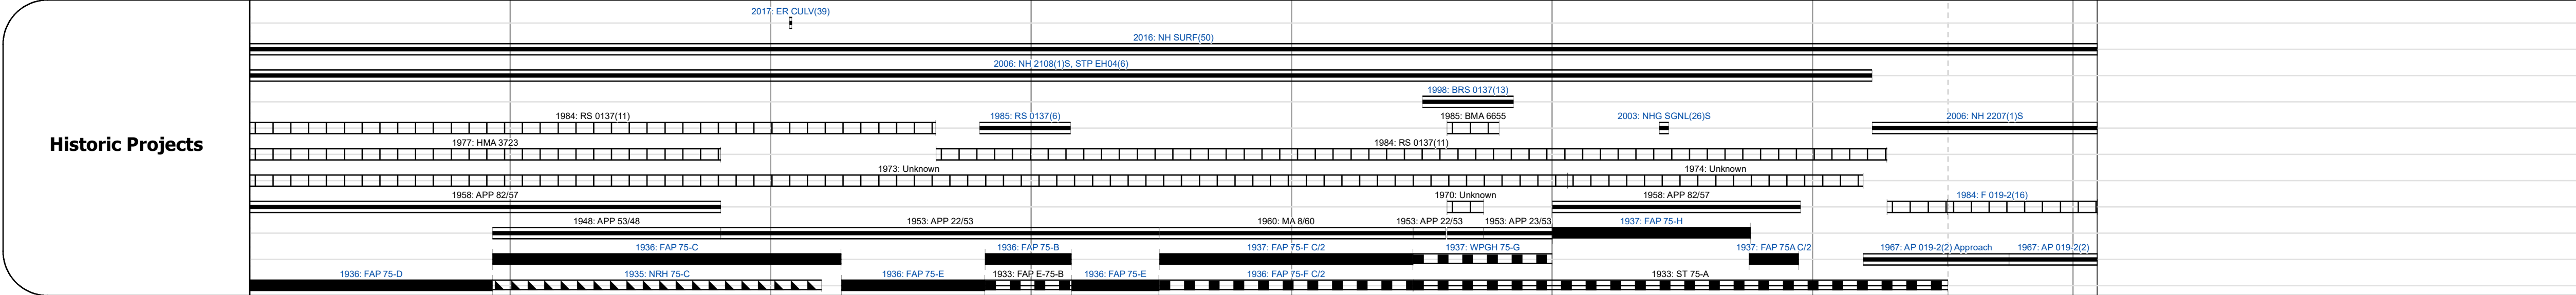 2017: ER CULV(39)
2016: NH SURF(50)
2006: NH 2108(1)S, STP EH04(6)
1998: BRS 0137(13)
1984: RS 0137(11) 1985: RS 0137(6) 1985: BMA 6655 2003: NHG SGNL(26)S 2006: NH 2207(1)S
Historic Projects
1977: HMA 3723 1984: RS 0137(11)
1973: Unknown 1974: Unknown
1958: APP 82/57 1970: Unknown 1958: APP 82/57 1984: F 019-2(16)
1948: APP 53/48 1953: APP 22/53 1960: MA 8/60 1953: APP 22/53 1953: APP 23/53 1937: FAP 75-H
1936: FAP 75-C 1936: FAP 75-B 1937: FAP 75-F C/2 1937: WPGH 75-G 1937: FAP 75A C/2 1967: AP 019-2(2) Approach 1967: AP 019-2(2)
1936: FAP 75-D 1935: NRH 75-C 1936: FAP 75-E 1933: FAP E-75-B 1936: FAP 75-E 1936: FAP 75-F C/2 1933: ST 75-A